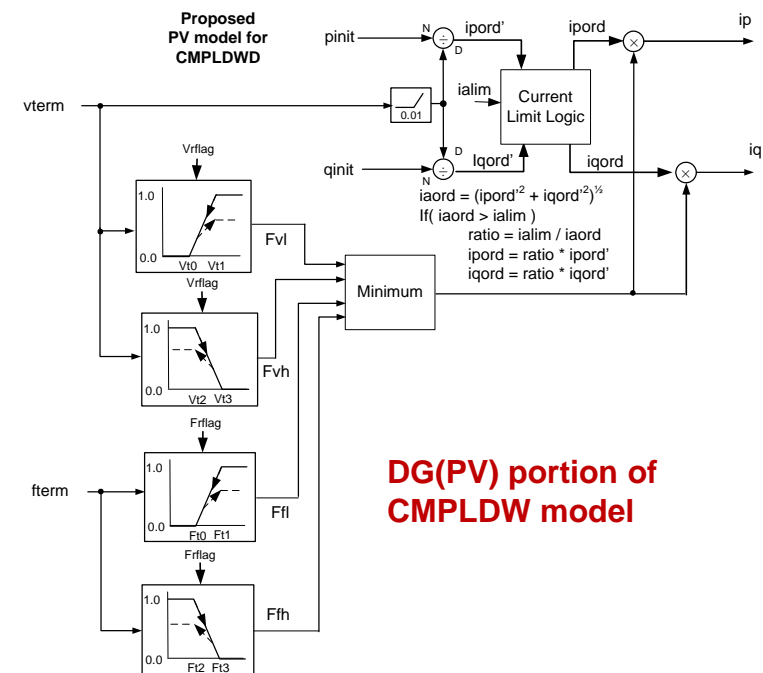 Proposed
PV model for
CMPLDWD
pinit
N
÷
D
ipord'
ipord
×
ip
ialim
Current
Limit Logic
vterm
0.01
qinit
D
N
÷
Iqord'
iqord
×
iq
iaord = (ipord'² + iqord'²)½
If( iaord > ialim )
ratio = ialim / iaord
ipord = ratio * ipord'
iqord = ratio * iqord'
Vrflag
1.0
0.0
Vt0 Vt1
Fvl
Vrflag
1.0
0.0
Vt2 Vt3
Fvh
Minimum
Frflag
1.0
0.0
Ft0 Ft1
Ffl
fterm
Frflag
1.0
0.0
Ft2 Ft3
Ffh
DG(PV) portion of
CMPLDW model